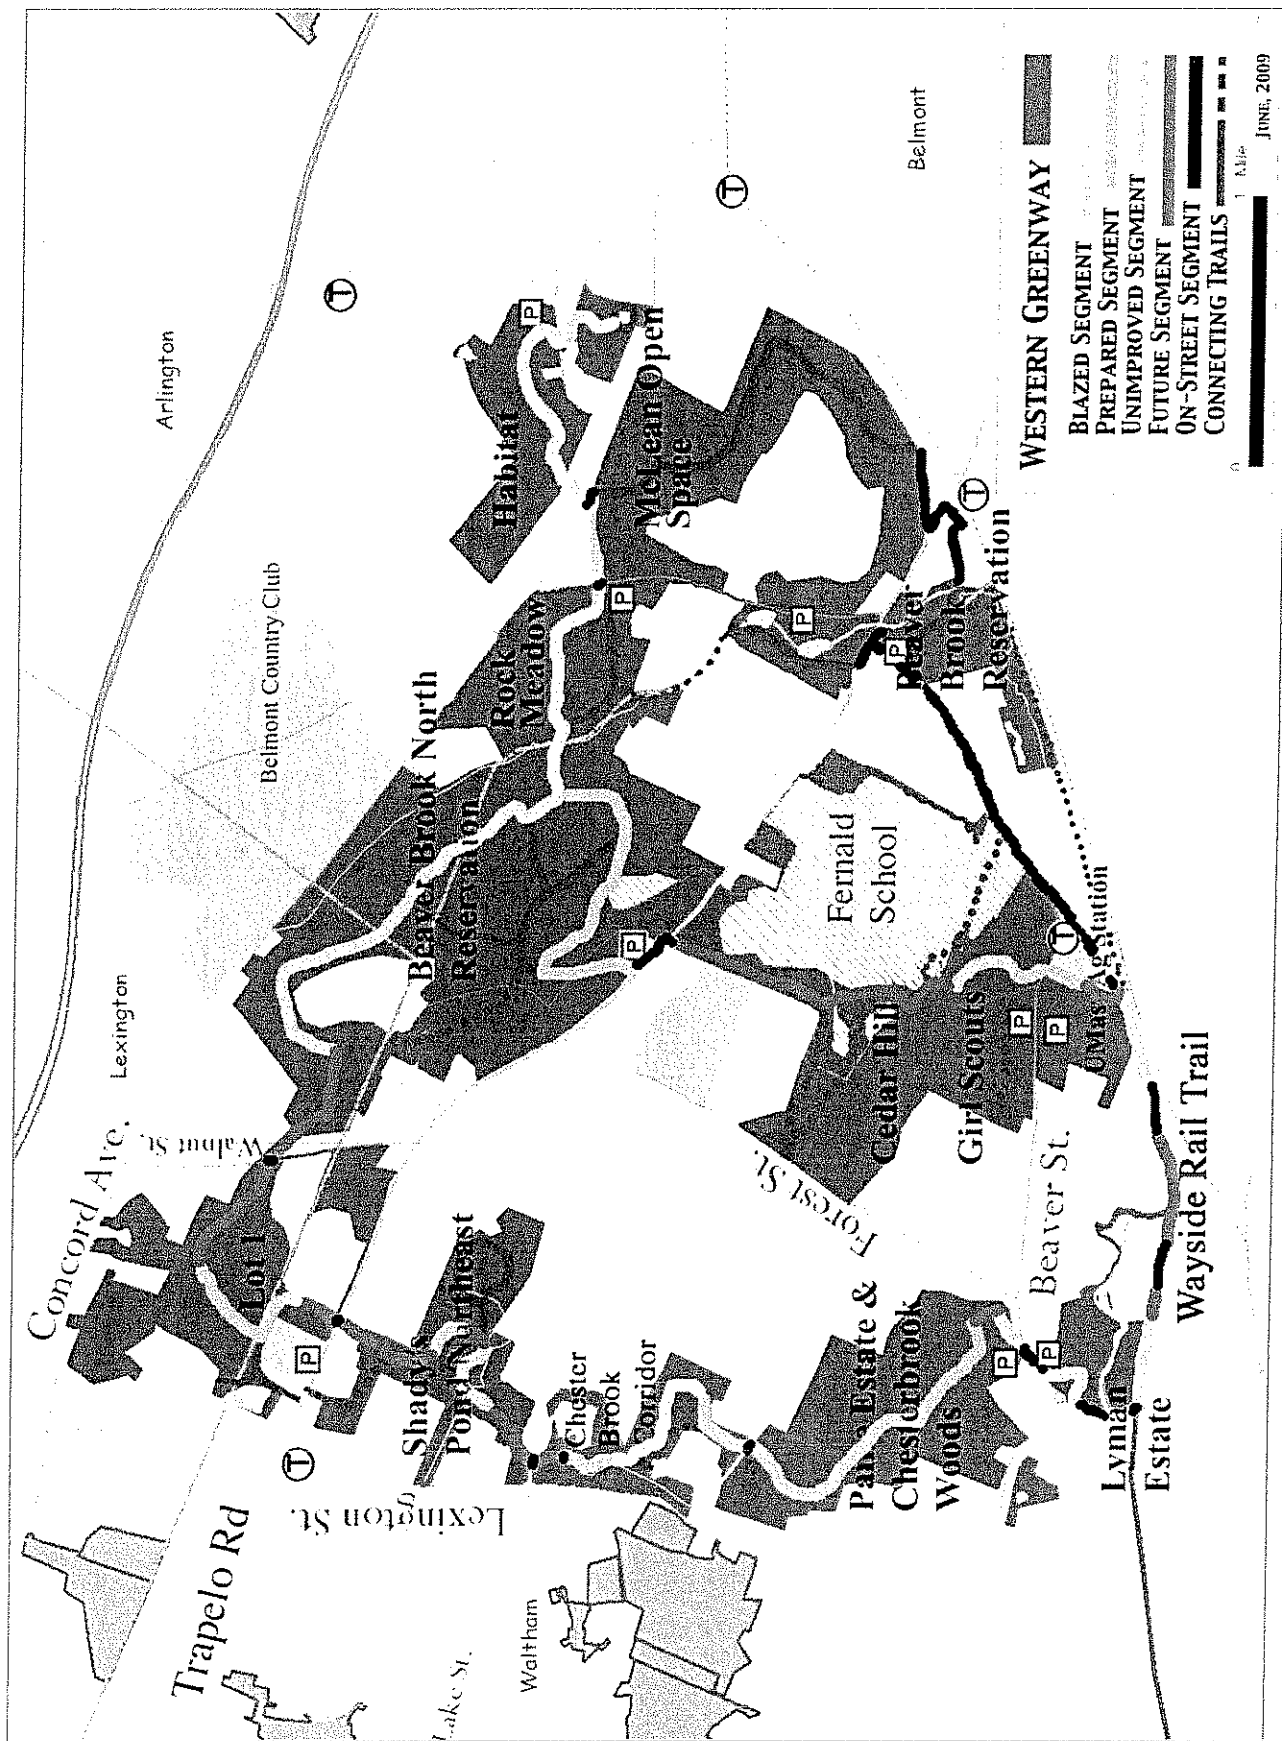 Trapelo Rd
Concord Ave.
Lexington
Arlington
Walnut St.
Belmont Country Club
Lot 1
P
T
T
Beaver Brook North
Reservation
Rock
Meadow
Habitat
P
McLean Open
Space
T
Belmont
Lake St.
Lexington St.
Waltham
Shady's
Pond Northeast
Chester
Brook
Corridor
P
P
P
P
Forest St.
Fernald
School
Beaver
Brook
Reservation
T
Paine Estate &
Chesterbrook
Woods
Cedar Hill
Girl Scouts
P
P
T
UMass
Ag Station
Beaver St.
P
P
Lyman
Estate
Wayside Rail Trail
WESTERN GREENWAY
BLAZED SEGMENT
PREPARED SEGMENT
UNIMPROVED SEGMENT
FUTURE SEGMENT
ON-STREET SEGMENT
CONNECTING TRAILS
0
1 Mile
JUNE, 2009